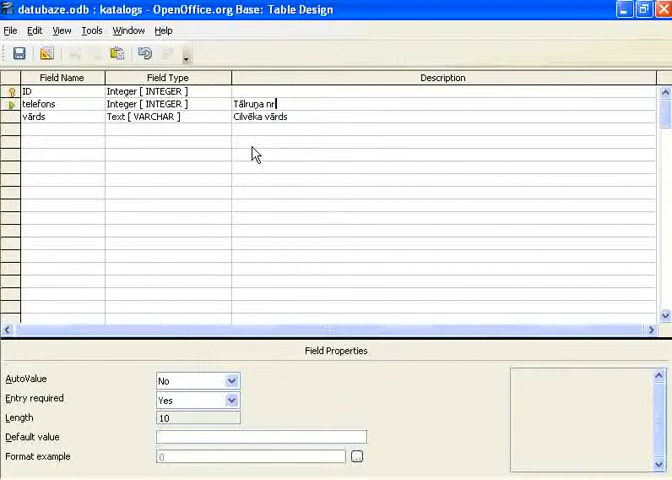 datubaze.odb : katalogs - OpenOffice.org Base: Table Design
File Edit View Tools Window Help
Field Name Field Type Description
ID Integer [ INTEGER ]
telefons Integer [ INTEGER ] Tālruņa nr
vārds Text [ VARCHAR ] Cilvēka vārds
Field Properties
AutoValue No
Entry required Yes
Length 10
Default value
Format example 0 ...